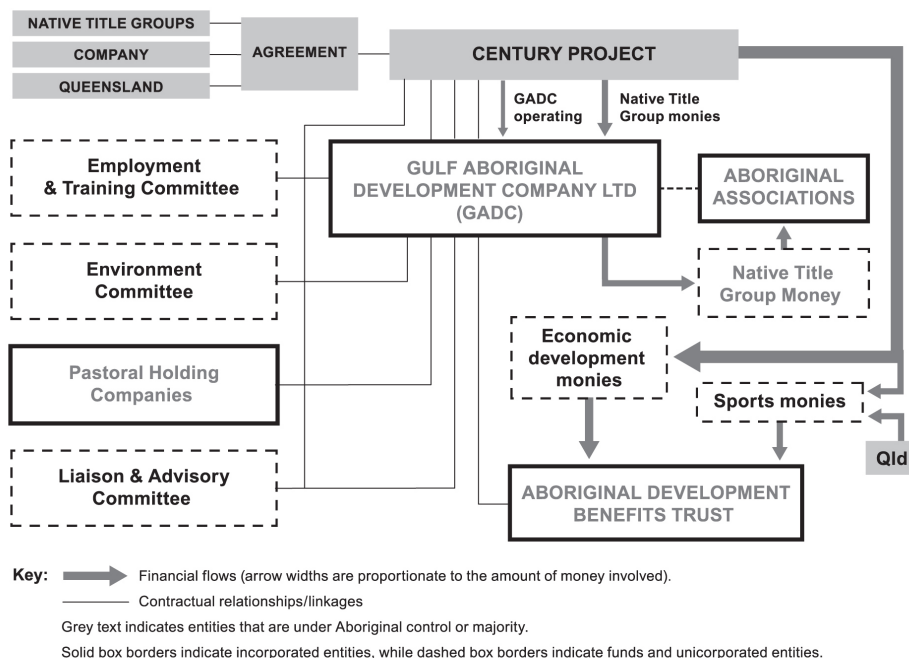 NATIVE TITLE GROUPS
COMPANY
QUEENSLAND
AGREEMENT
CENTURY PROJECT
GADC
operating
Native Title
Group monies
Employment
& Training Committee
GULF ABORIGINAL
DEVELOPMENT COMPANY LTD
(GADC)
ABORIGINAL
ASSOCIATIONS
Environment
Committee
Native Title
Group Money
Pastoral Holding
Companies
Economic
development
monies
Sports monies
Qld
Liaison & Advisory
Committee
ABORIGINAL DEVELOPMENT
BENEFITS TRUST
Key:
Financial flows (arrow widths are proportionate to the amount of money involved).
Contractual relationships/linkages
Grey text indicates entities that are under Aboriginal control or majority.
Solid box borders indicate incorporated entities, while dashed box borders indicate funds and unicorporated entities.